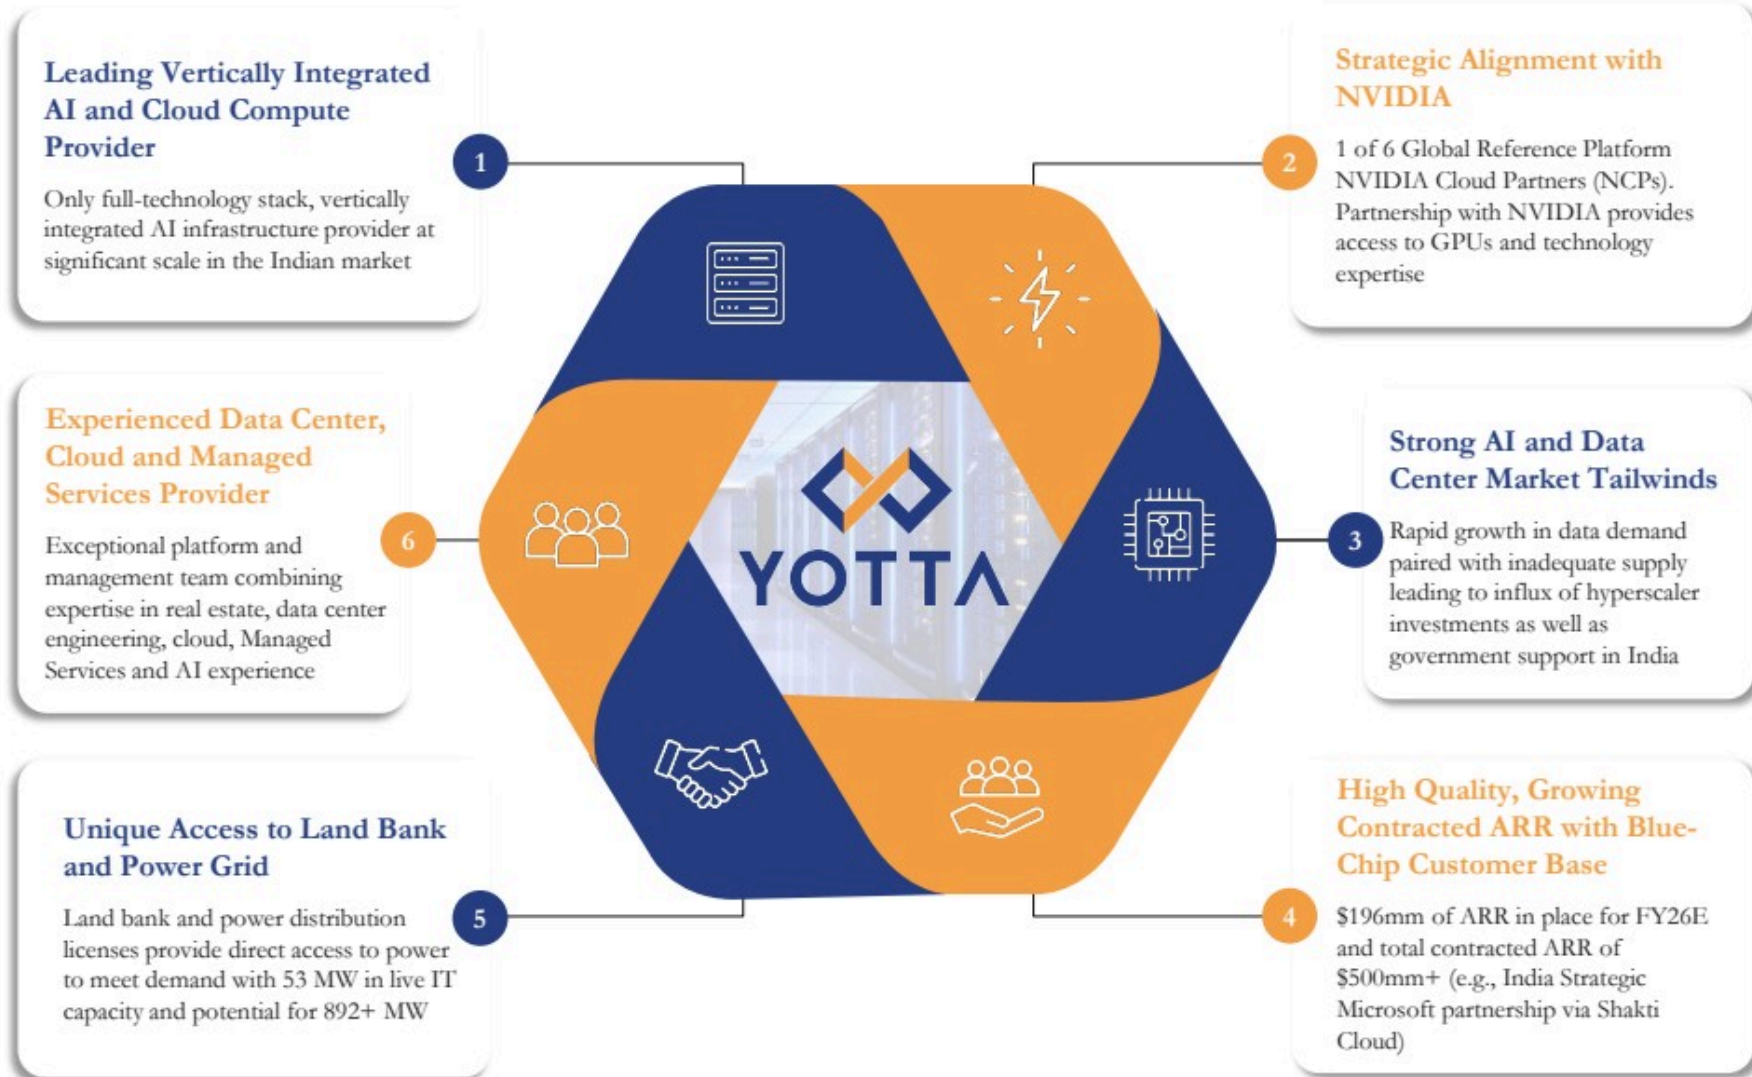 Leading Vertically Integrated
AI and Cloud Compute
Provider
Only full-technology stack, vertically
integrated AI infrastructure provider at
significant scale in the Indian market
1
Strategic Alignment with
NVIDIA
1 of 6 Global Reference Platform
NVIDIA Cloud Partners (NCPs).
Partnership with NVIDIA provides
access to GPUs and technology
expertise
2
Strong AI and Data
Center Market Tailwinds
Rapid growth in data demand
paired with inadequate supply
leading to influx of hyperscaler
investments as well as
government support in India
3
High Quality, Growing
Contracted ARR with Blue-
Chip Customer Base
$196mm of ARR in place for FY26E
and total contracted ARR of
$500mm+ (e.g., India Strategic
Microsoft partnership via Shakti
Cloud)
4
Unique Access to Land Bank
and Power Grid
Land bank and power distribution
licenses provide direct access to power
to meet demand with 53 MW in live IT
capacity and potential for 892+ MW
5
Experienced Data Center,
Cloud and Managed
Services Provider
Exceptional platform and
management team combining
expertise in real estate, data center
engineering, cloud, Managed
Services and AI experience
6
YOTTA